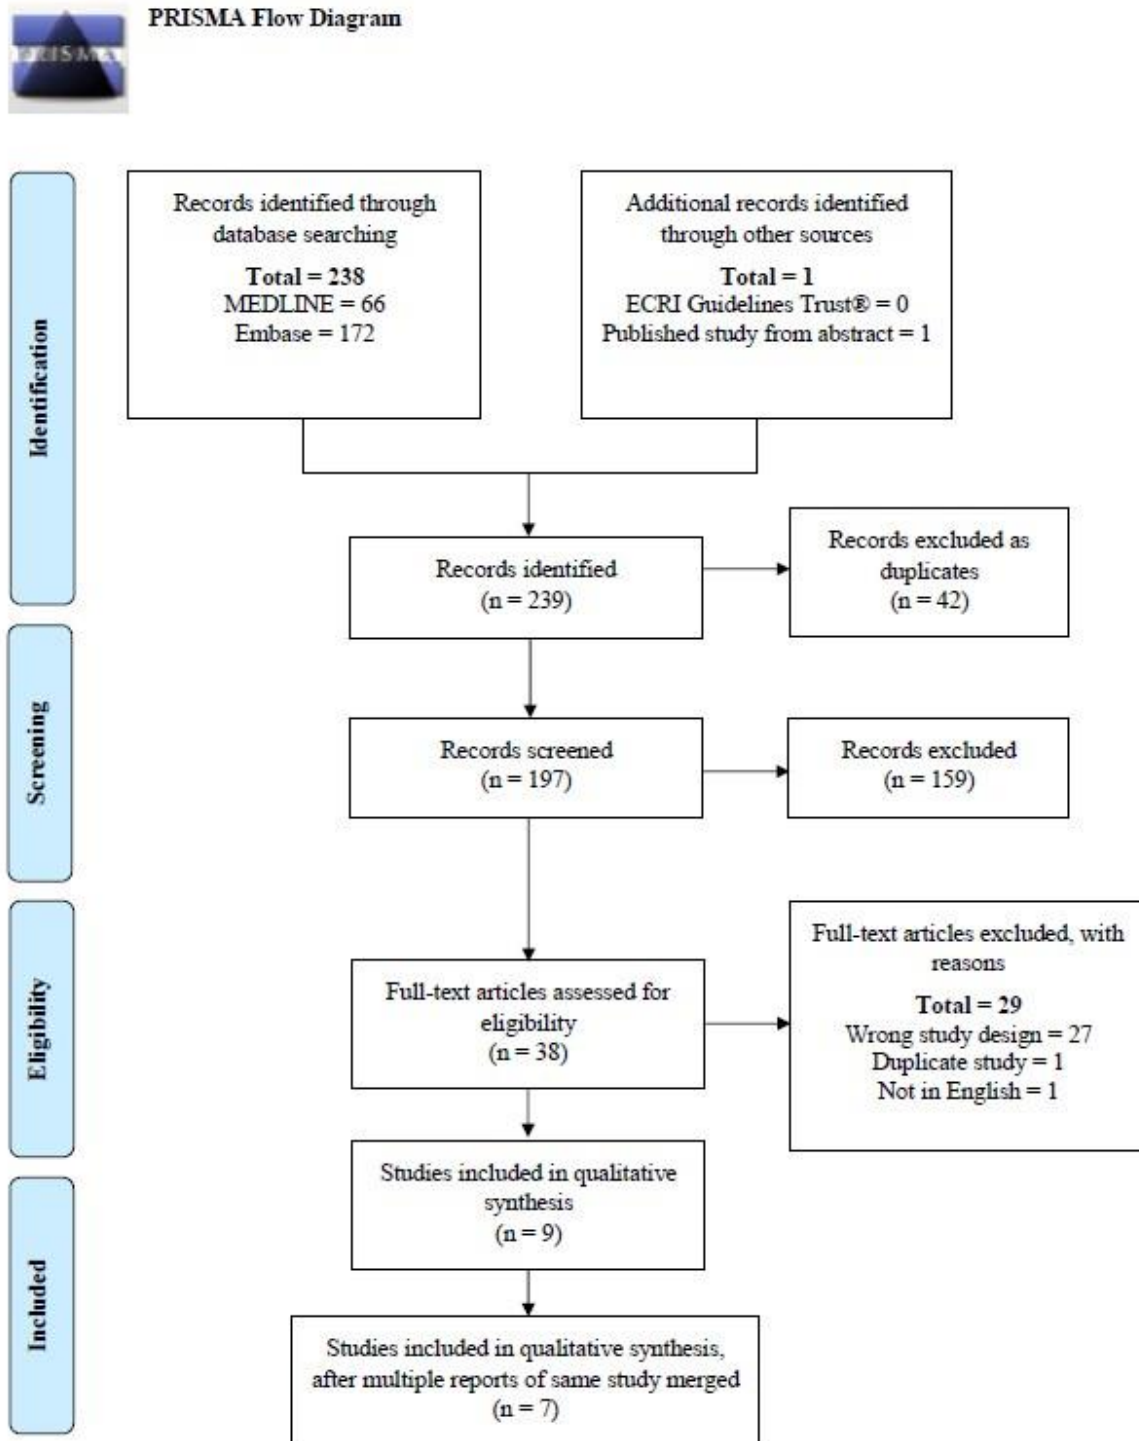 PRISMA Flow Diagram
PRISMA
Identification
Records identified through
database searching
Total = 238
MEDLINE = 66
Embase = 172
Additional records identified
through other sources
Total = 1
ECRI Guidelines Trust® = 0
Published study from abstract = 1
Records identified
(n = 239)
Records excluded as
duplicates
(n = 42)
Screening
Records screened
(n = 197)
Records excluded
(n = 159)
Eligibility
Full-text articles assessed for
eligibility
(n = 38)
Full-text articles excluded, with
reasons
Total = 29
Wrong study design = 27
Duplicate study = 1
Not in English = 1
Included
Studies included in qualitative
synthesis
(n = 9)
Studies included in qualitative synthesis,
after multiple reports of same study merged
(n = 7)